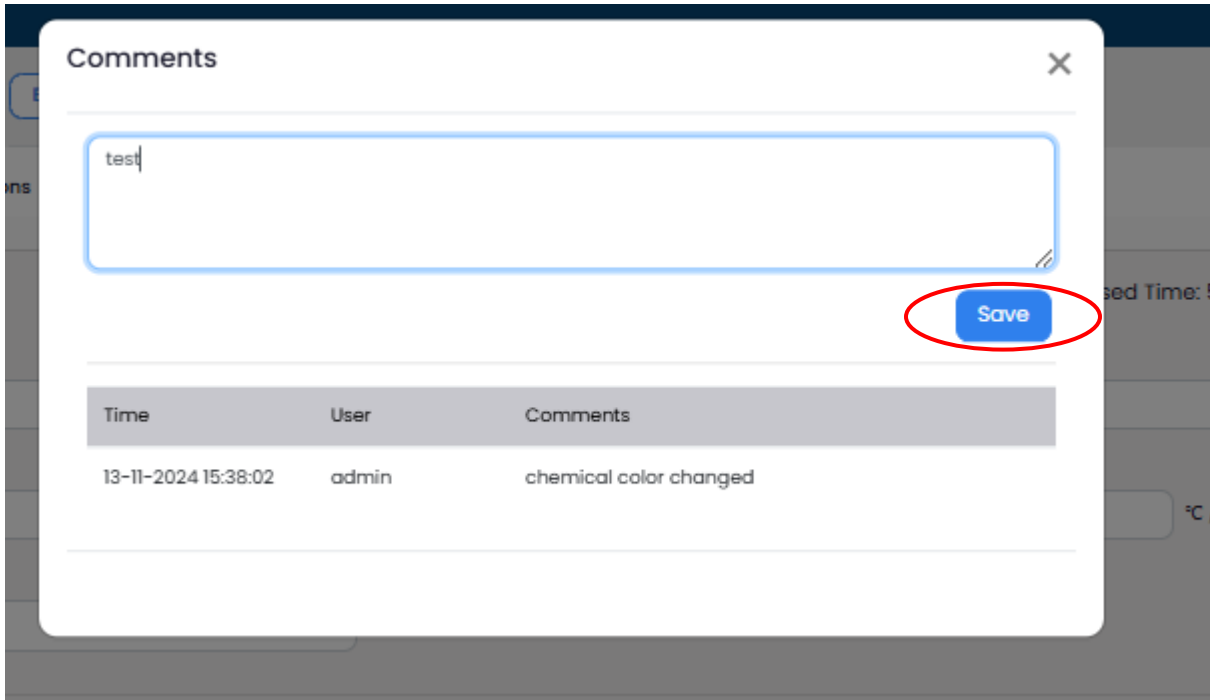 Comments
test
ons
sed Time:
Save
Time User Comments
13-11-2024 15:38:02 admin chemical color changed
°C